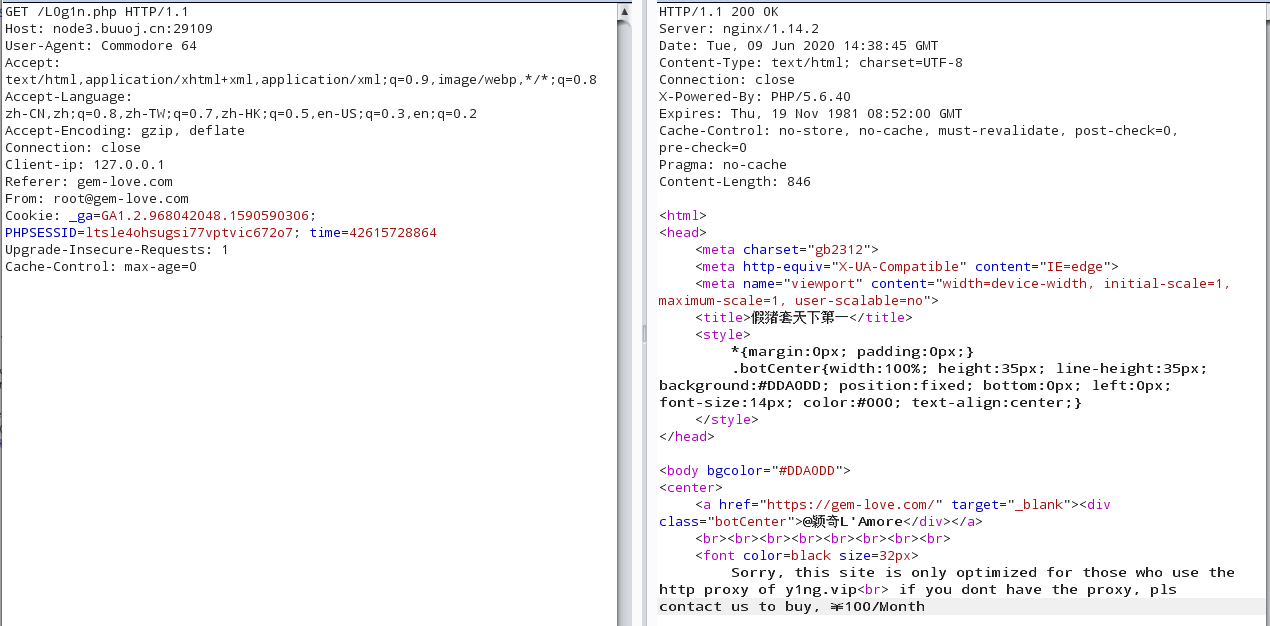 GET /L0g1n.php HTTP/1.1
Host: node3.buuoj.cn:29109
User-Agent: Commodore 64
Accept:
text/html,application/xhtml+xml,application/xml;q=0.9,image/webp,*/*;q=0.8
Accept-Language:
zh-CN,zh;q=0.8,zh-TW;q=0.7,zh-HK;q=0.5,en-US;q=0.3,en;q=0.2
Accept-Encoding: gzip, deflate
Connection: close
Client-ip: 127.0.0.1
Referer: gem-love.com
From: root@gem-love.com
Cookie: _ga=GA1.2.968042048.1590590306;
PHPSESSID=ltsle4ohsugsi77vptvic672o7; time=42615728864
Upgrade-Insecure-Requests: 1
Cache-Control: max-age=0
HTTP/1.1 200 OK
Server: nginx/1.14.2
Date: Tue, 09 Jun 2020 14:38:45 GMT
Content-Type: text/html; charset=UTF-8
Connection: close
X-Powered-By: PHP/5.6.40
Expires: Thu, 19 Nov 1981 08:52:00 GMT
Cache-Control: no-store, no-cache, must-revalidate, post-check=0,
pre-check=0
Pragma: no-cache
Content-Length: 846
<html>
<head>
<meta charset="gb2312">
<meta http-equiv="X-UA-Compatible" content="IE=edge">
<meta name="viewport" content="width=device-width, initial-scale=1,
maximum-scale=1, user-scalable=no">
<title>假猪套天下第一</title>
<style>
*{margin:0px; padding:0px;}
.botCenter{width:100%; height:35px; line-height:35px;
background:#DDA0DD; position:fixed; bottom:0px; left:0px;
font-size:14px; color:#000; text-align:center;}
</style>
</head>
<body bgcolor="#DDA0DD">
<center>
<a href="https://gem-love.com/" target="_blank"><div
class="botCenter">@颖奇L'Amore</div></a>
<br><br><br><br><br><br><br><br>
<font color=black size=32px>
Sorry, this site is only optimized for those who use the
http proxy of y1ng.vip<br> if you dont have the proxy, pls
contact us to buy, ¥100/Month